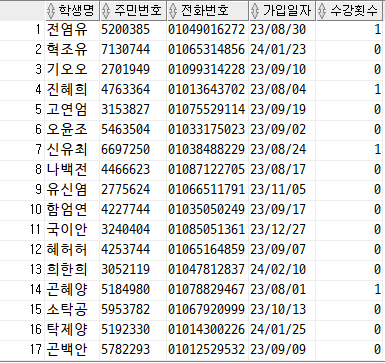 학생명 주민번호 전화번호 가입일자 수강횟수
1 전염유 5200385 01049016272 23/08/30 1
2 혁조유 7130744 01065314856 24/01/23 0
3 기오오 2701949 01099314228 23/09/10 0
4 진혜희 4763364 01013643702 23/08/04 1
5 고연엄 3153827 01075529114 23/09/19 0
6 오윤조 5463504 01033175023 23/09/02 0
7 신유최 6697250 01038488229 23/08/24 1
8 나백전 4466623 01087122705 23/08/17 0
9 유신염 2775624 01066511791 23/11/05 0
10 함엄연 4227744 01035050249 23/09/17 0
11 국이안 3240404 01085051361 23/12/27 0
12 혜허허 4253744 01065164859 23/09/07 0
13 희한희 3052119 01047812837 24/02/10 0
14 곤혜양 5184980 01078829467 23/08/01 1
15 소탁공 5953782 01067920999 23/10/13 0
16 탁제양 5192330 01014300226 24/01/25 0
17 곤백안 5782293 01012529532 23/09/09 0